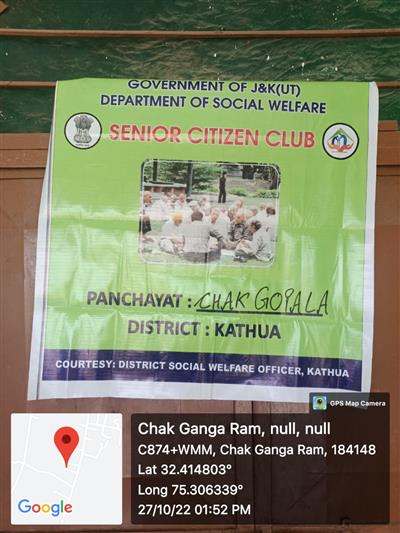 GOVERNMENT OF J&K(UT)
DEPARTMENT OF SOCIAL WELFARE
SENIOR CITIZEN CLUB
PANCHAYAT : CHAK GOPALA
DISTRICT : KATHUA
COURTESY: DISTRICT SOCIAL WELFARE OFFICER, KATHUA
GPS Map Camera
Chak Ganga Ram, null, null
C874+WMM, Chak Ganga Ram, 184148
Lat 32.414803°
Long 75.306339°
27/10/22 01:52 PM
Google